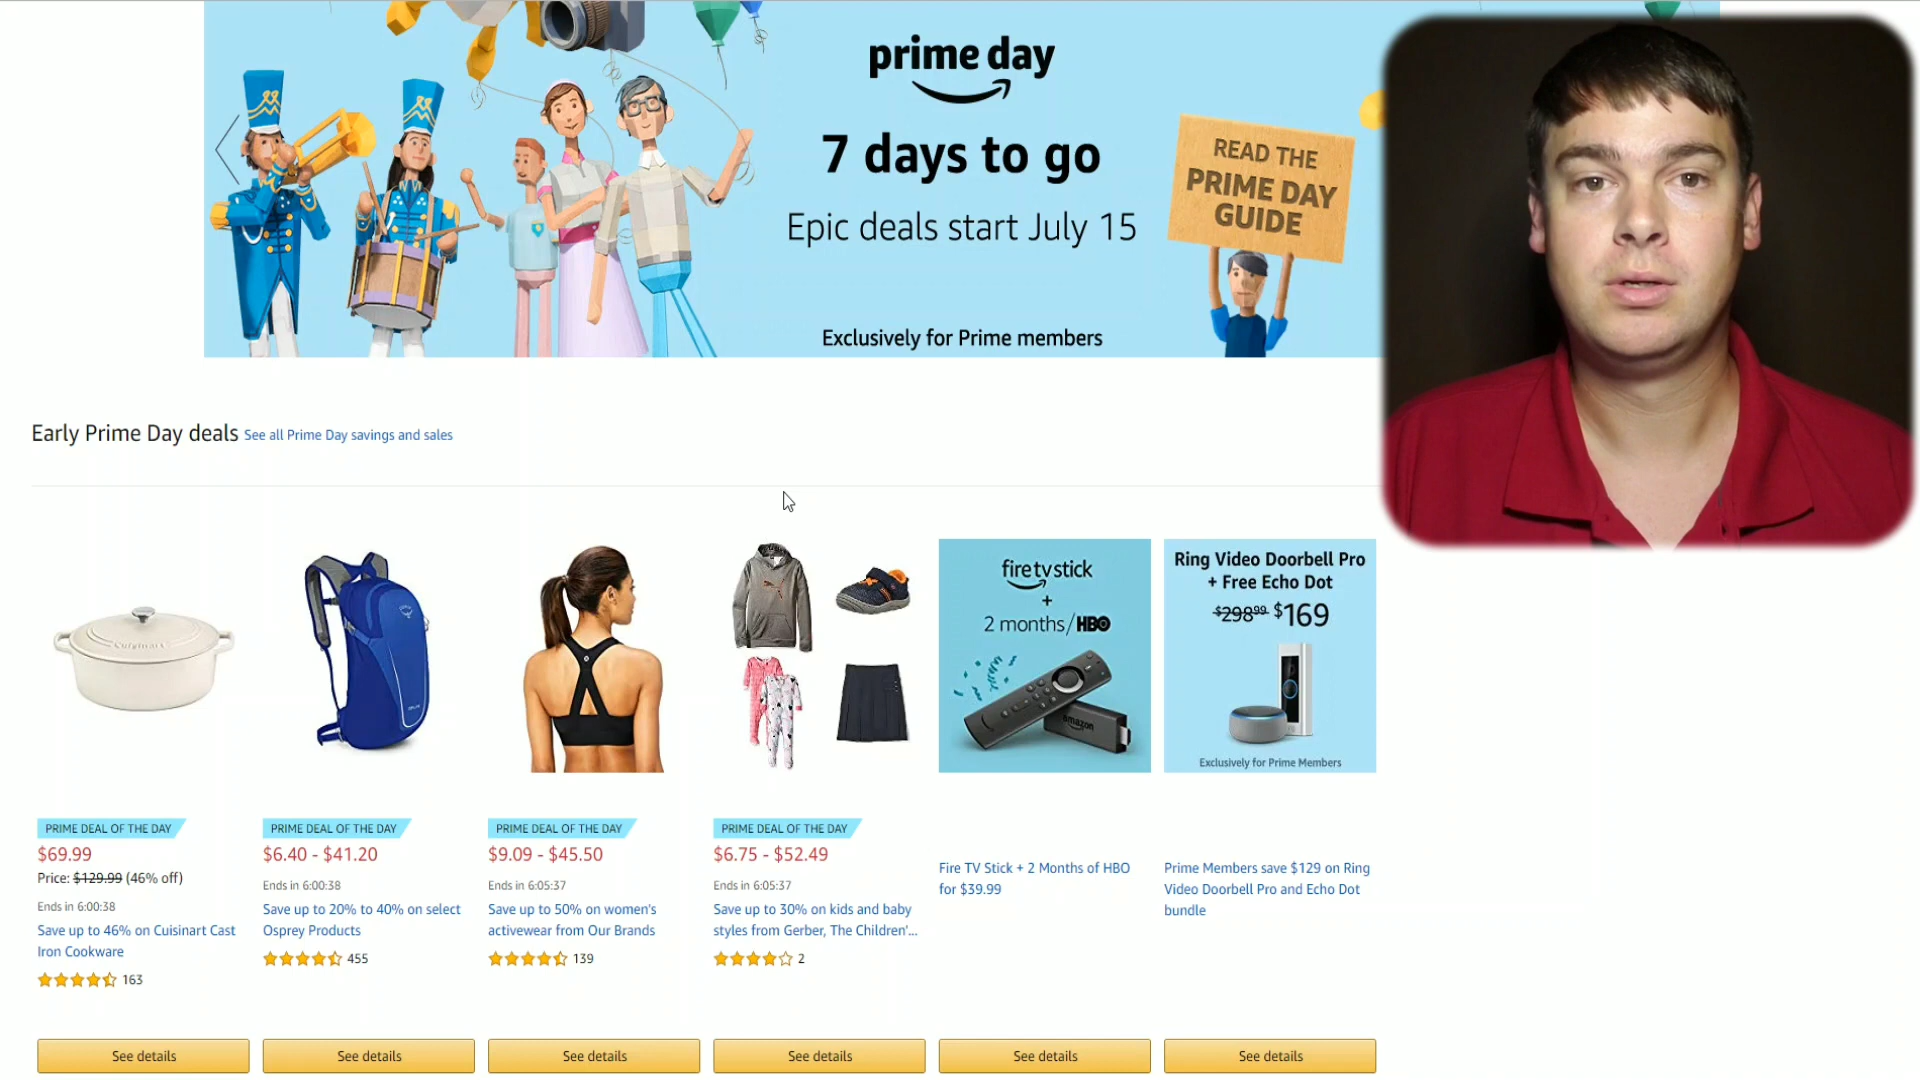 prime day
7 days to go
Epic deals start July 15
Exclusively for Prime members
READ THE
PRIME DAY
GUIDE
Early Prime Day deals See all Prime Day savings and sales
Cuisinart
firetvstick
+
2 months/HBO
amazon
Ring Video Doorbell Pro
+ Free Echo Dot
$298⁹⁹ $169
Exclusively for Prime Members
PRIME DEAL OF THE DAY
$69.99
Price: $129.99 (46% off)
Ends in 6:00:38
Save up to 46% on Cuisinart Cast
Iron Cookware
163
See details
PRIME DEAL OF THE DAY
$6.40 - $41.20
Ends in 6:00:38
Save up to 20% to 40% on select
Osprey Products
455
See details
PRIME DEAL OF THE DAY
$9.09 - $45.50
Ends in 6:05:37
Save up to 50% on women's
activewear from Our Brands
139
See details
PRIME DEAL OF THE DAY
$6.75 - $52.49
Ends in 6:05:37
Save up to 30% on kids and baby
styles from Gerber, The Children'...
2
See details
Fire TV Stick + 2 Months of HBO
for $39.99
See details
Prime Members save $129 on Ring
Video Doorbell Pro and Echo Dot
bundle
See details